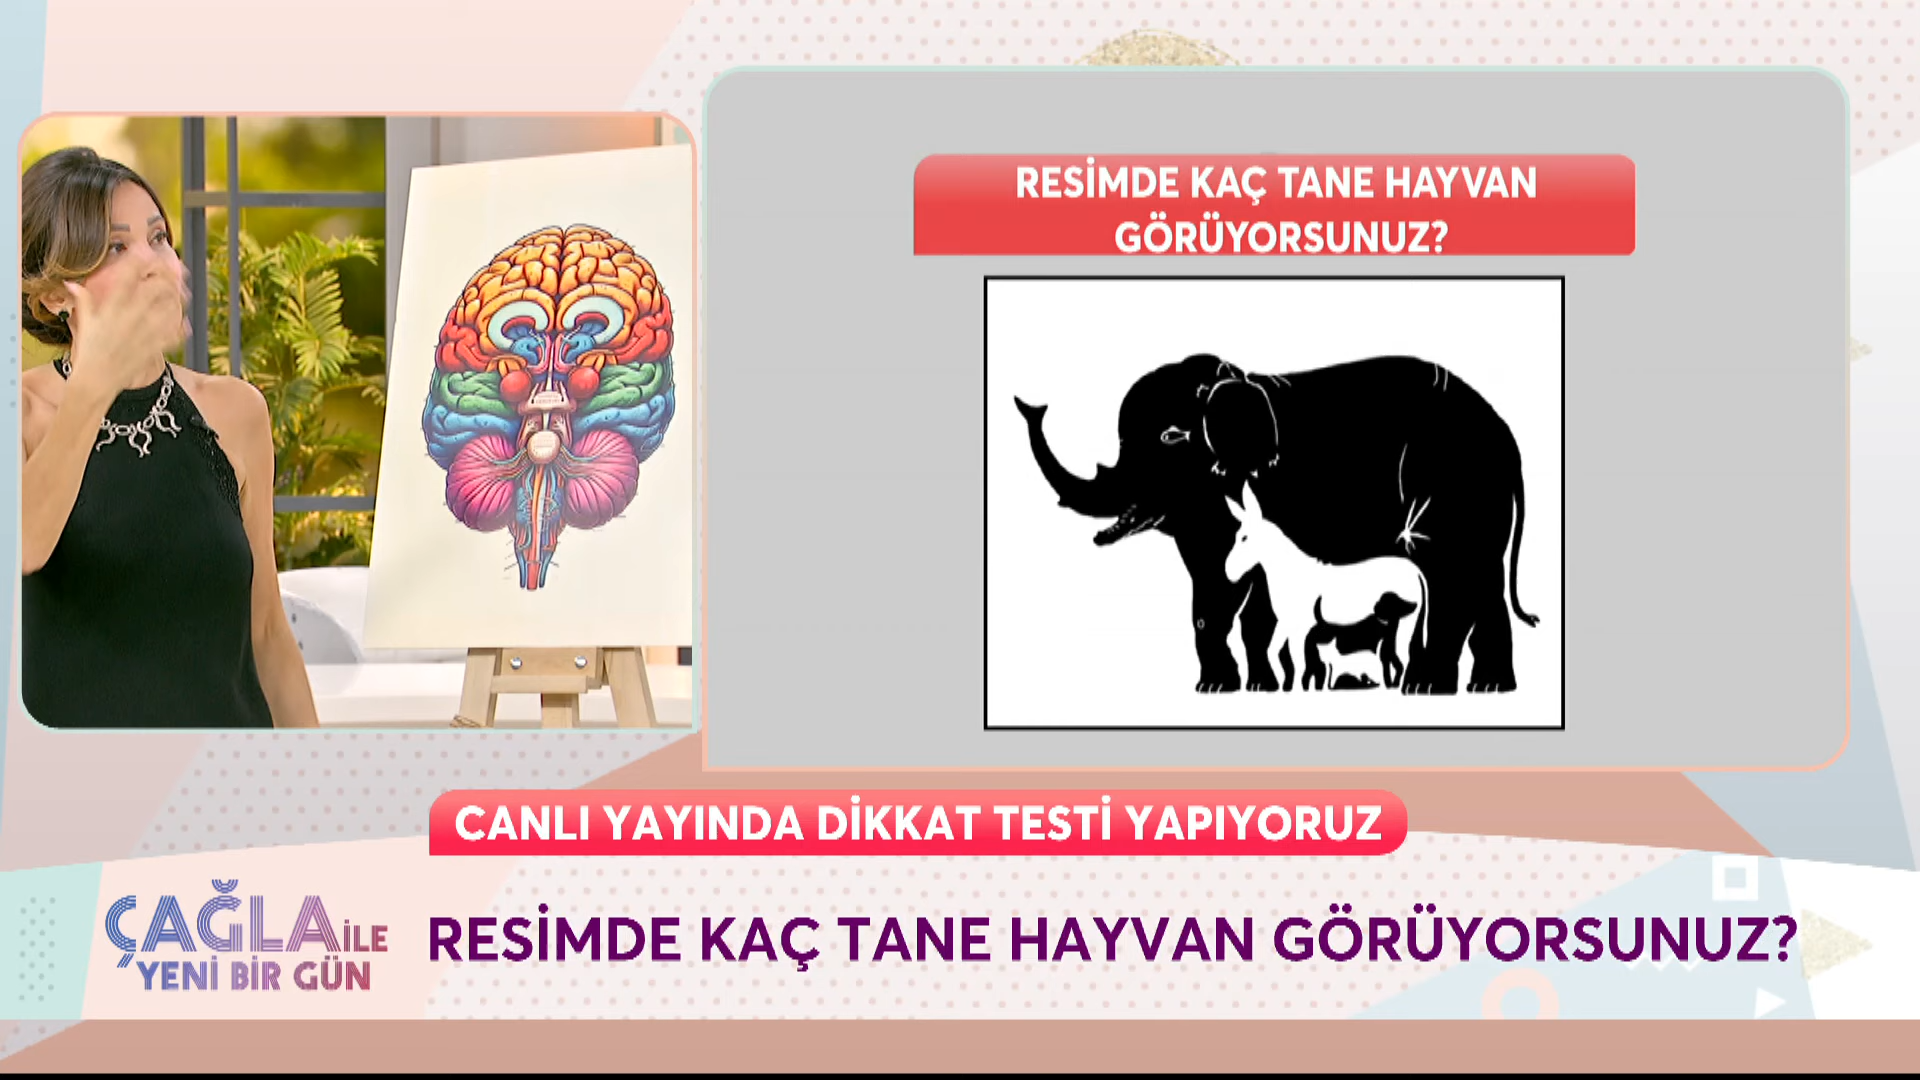 RESİMDE KAÇ TANE HAYVAN
GÖRÜYORSUNUZ?
CANLI YAYINDA DİKKAT TESTİ YAPIYORUZ
ÇAĞLA İLE
YENİ BİR GÜN
RESİMDE KAÇ TANE HAYVAN GÖRÜYORSUNUZ?